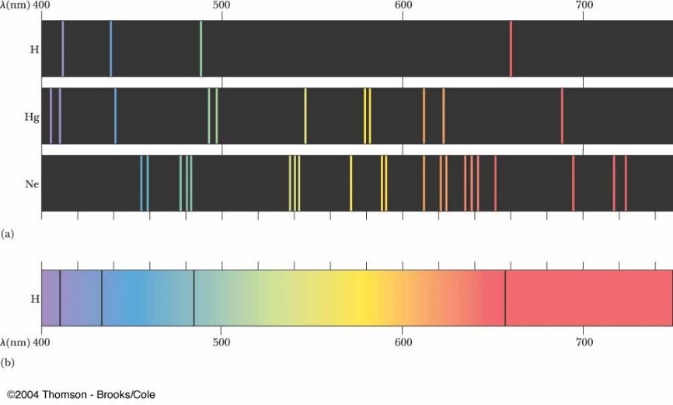 λ(nm) 400 500 600 700
H
Hg
Ne
(a)
H
λ(nm) 400 500 600 700
(b)
©2004 Thomson - Brooks/Cole